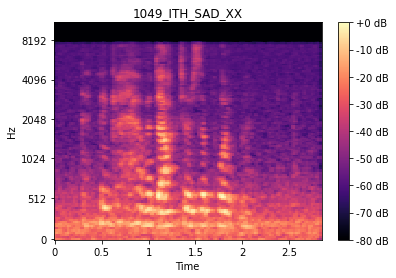 1049_ITH_SAD_XX
+0 dB
8192
-10 dB
4096
-20 dB
-30 dB
2048
Hz
-40 dB
1024
-50 dB
512
-60 dB
-70 dB
0
-80 dB
0 0.5 1 1.5 2 2.5
Time